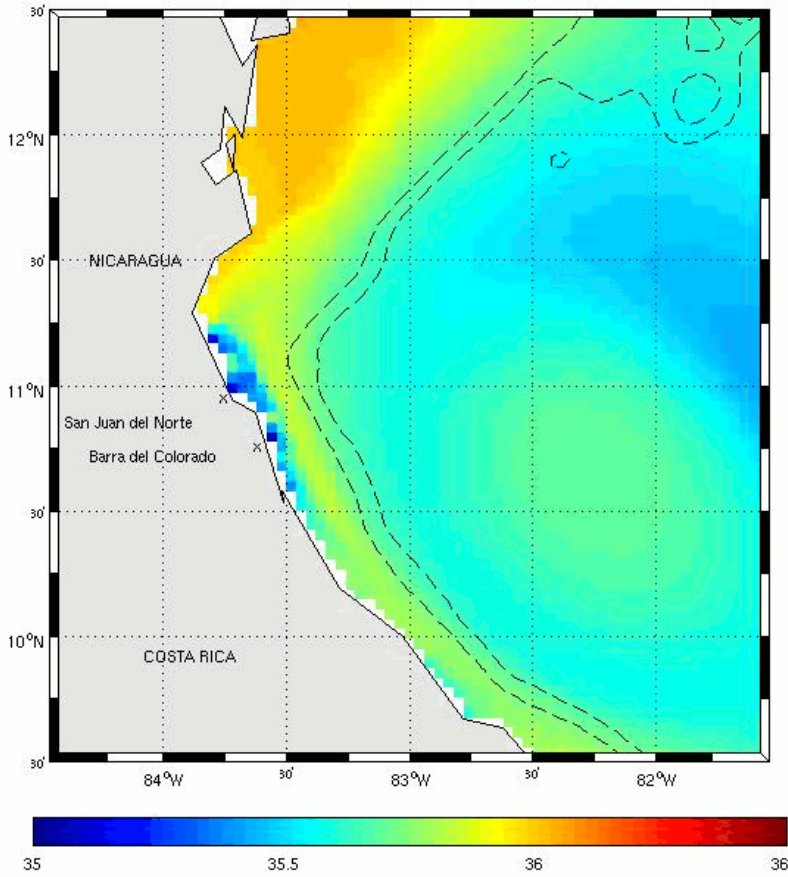 30'
12°N
NICARAGUA
30'
11°N
San Juan del Norte
Barra del Colorado
30'
10°N
COSTA RICA
30'
84°W
30'
83°W
30'
82°W
35
35.5
36
36